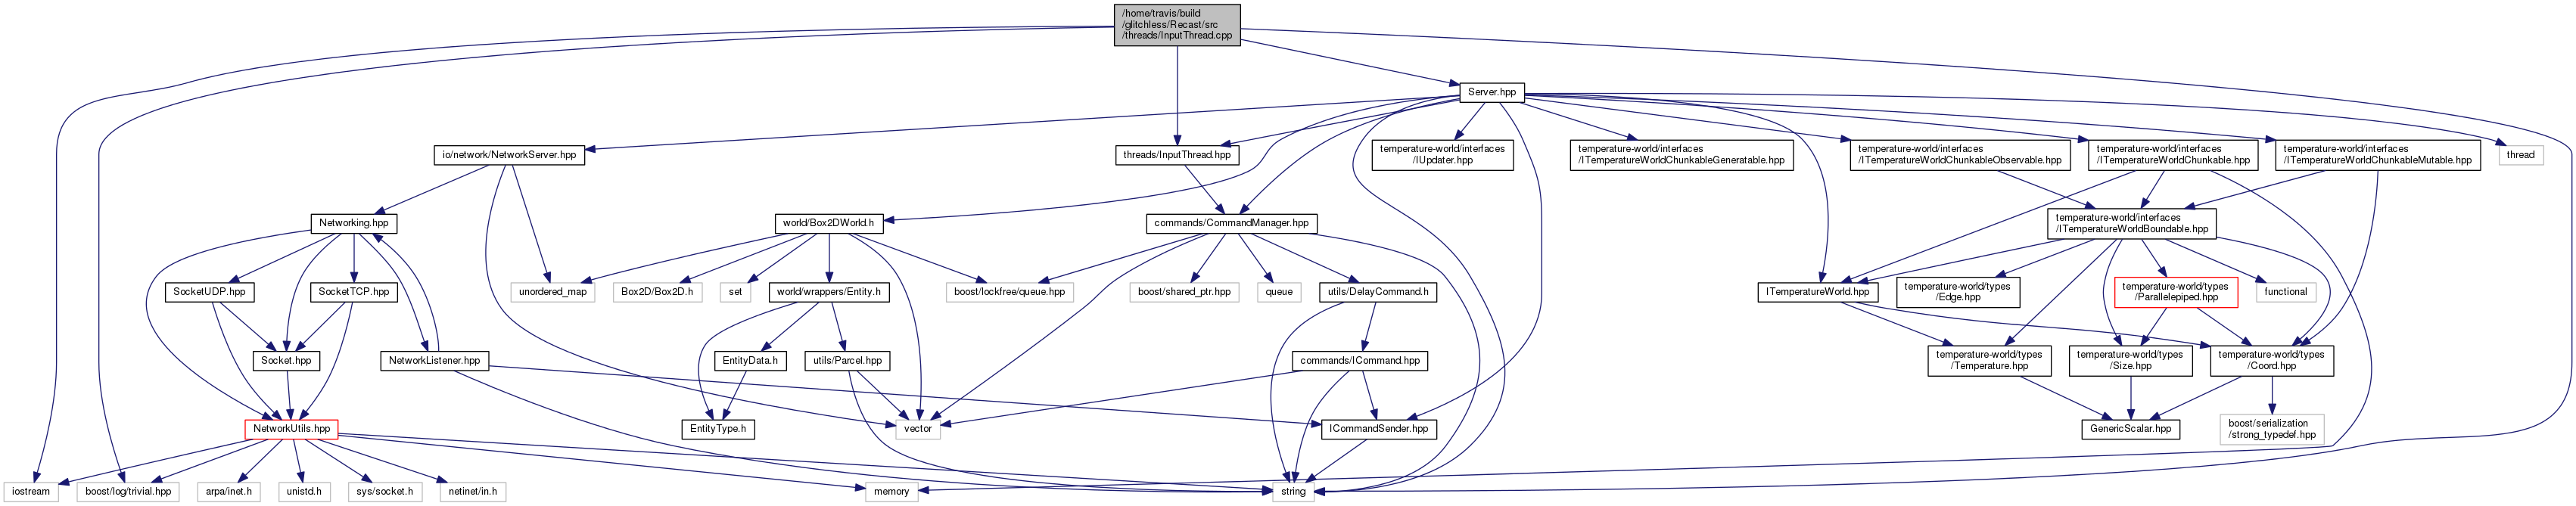 /home/travis/build
/glitchless/Recast/src
/threads/InputThread.cpp
Server.hpp
io/network/NetworkServer.hpp
threads/InputThread.hpp
temperature-world/interfaces
/IUpdater.hpp
temperature-world/interfaces
/ITemperatureWorldChunkableGeneratable.hpp
temperature-world/interfaces
/ITemperatureWorldChunkableObservable.hpp
temperature-world/interfaces
/ITemperatureWorldChunkable.hpp
temperature-world/interfaces
/ITemperatureWorldChunkableMutable.hpp
thread
Networking.hpp
world/Box2DWorld.h
commands/CommandManager.hpp
temperature-world/interfaces
/ITemperatureWorldBoundable.hpp
SocketUDP.hpp
SocketTCP.hpp
unordered_map
Box2D/Box2D.h
set
world/wrappers/Entity.h
boost/lockfree/queue.hpp
boost/shared_ptr.hpp
queue
utils/DelayCommand.h
ITemperatureWorld.hpp
temperature-world/types
/Edge.hpp
temperature-world/types
/Parallelepiped.hpp
functional
Socket.hpp
NetworkListener.hpp
EntityData.h
utils/Parcel.hpp
commands/ICommand.hpp
temperature-world/types
/Temperature.hpp
temperature-world/types
/Size.hpp
temperature-world/types
/Coord.hpp
NetworkUtils.hpp
EntityType.h
vector
ICommandSender.hpp
GenericScalar.hpp
boost/serialization
/strong_typedef.hpp
iostream
boost/log/trivial.hpp
arpa/inet.h
unistd.h
sys/socket.h
netinet/in.h
memory
string